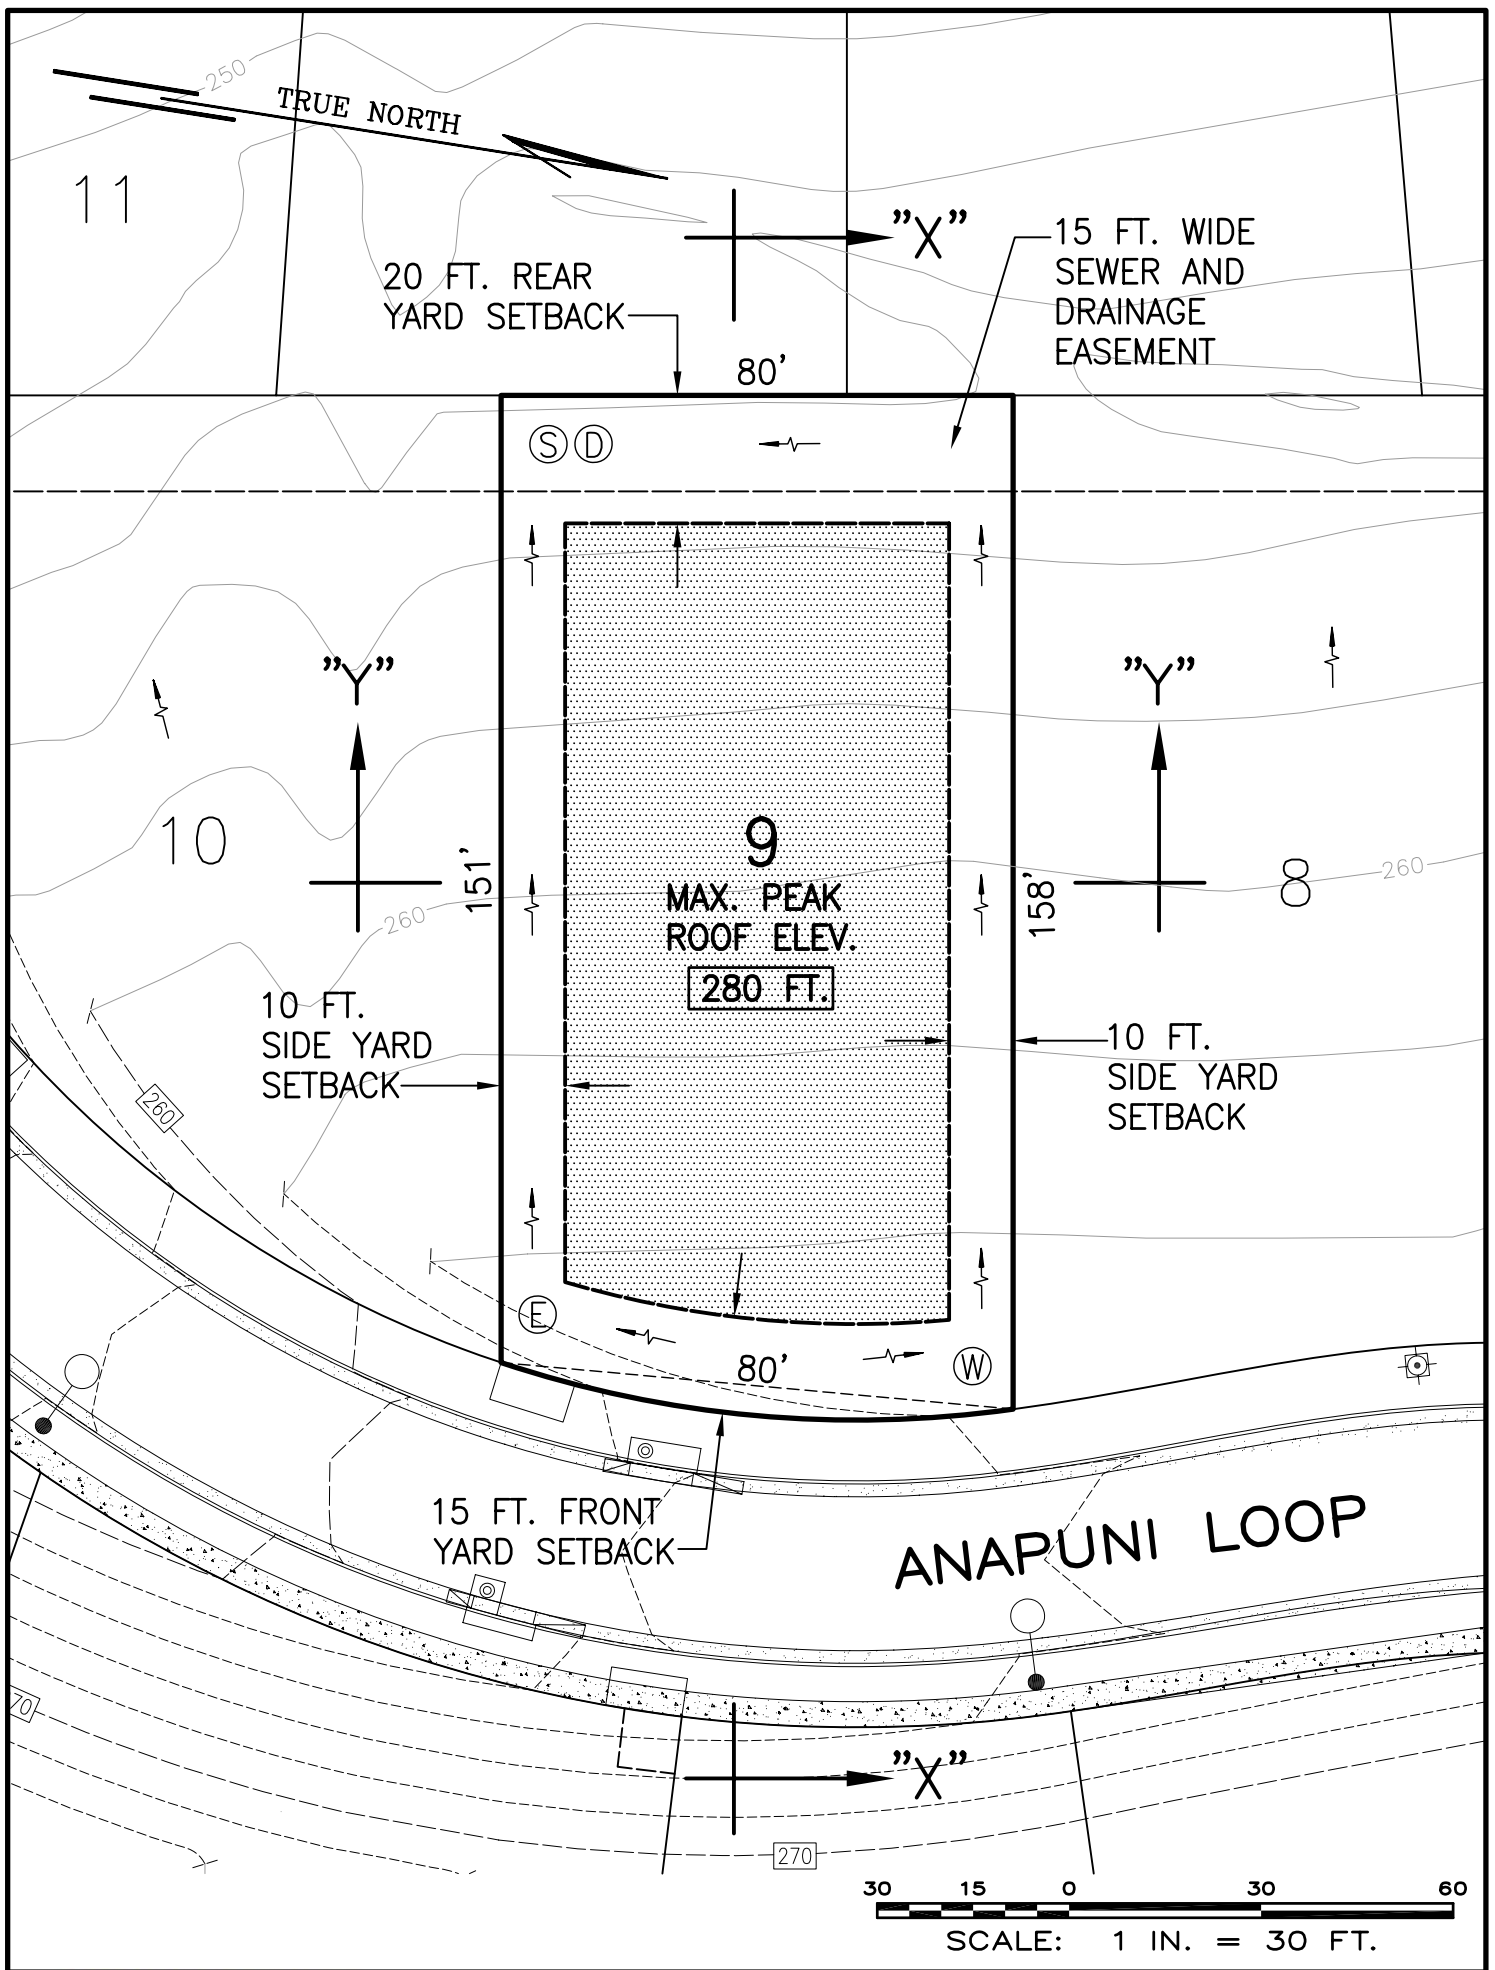 250
TRUE NORTH
11
"X"
20 FT. REAR
YARD SETBACK
15 FT. WIDE
SEWER AND
DRAINAGE
EASEMENT
80'
S D
"Y"
"Y"
10
151'
9
MAX. PEAK
ROOF ELEV.
280 FT.
158'
8
260
260
10 FT.
SIDE YARD
SETBACK
10 FT.
SIDE YARD
SETBACK
260
E
80'
W
15 FT. FRONT
YARD SETBACK
ANAPUNI LOOP
70
"X"
270
30 15 0 30 60
SCALE: 1 IN. = 30 FT.